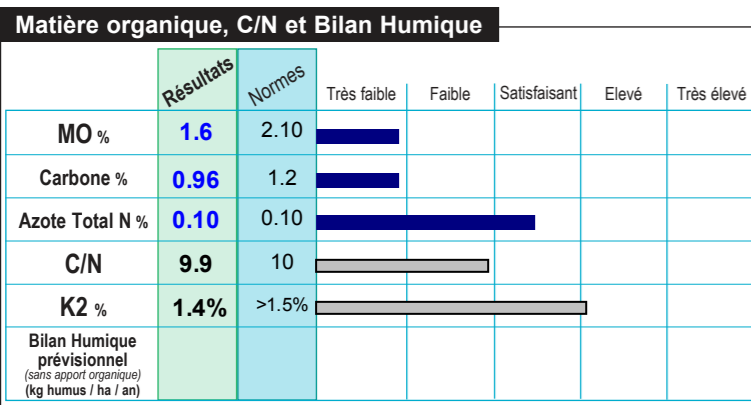 Matière organique, C/N et Bilan Humique
Résultats Normes Très faible Faible Satisfaisant Elevé Très élevé
MO % 1.6 2.10
Carbone % 0.96 1.2
Azote Total N % 0.10 0.10
C/N 9.9 10
K2 % 1.4% >1.5%
Bilan Humique
prévisionnel
(sans apport organique)
(kg humus / ha / an)